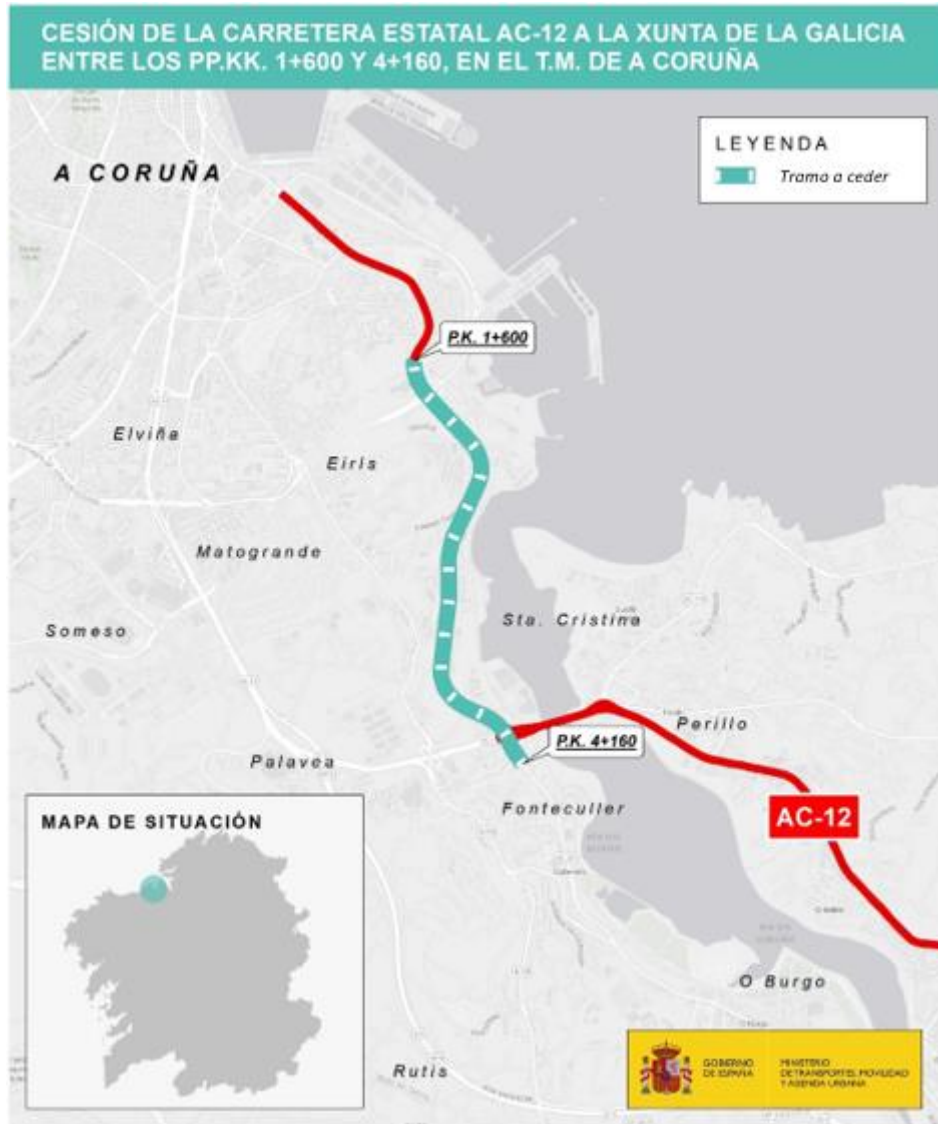 CESIÓN DE LA CARRETERA ESTATAL AC-12 A LA XUNTA DE LA GALICIA
ENTRE LOS PP.KK. 1+600 Y 4+160, EN EL T.M. DE A CORUÑA
LEYENDA
Tramo a ceder
A CORUÑA
P.K. 1+600
Elviña
Eirís
Matogrande
Sta. Cristina
Someso
Perillo
P.K. 4+160
Palavea
Fonteculler
AC-12
MAPA DE SITUACIÓN
O Burgo
Rutis
GOBIERNO
DE ESPAÑA
MINISTERIO
DE TRANSPORTES, MOVILIDAD
Y AGENDA URBANA